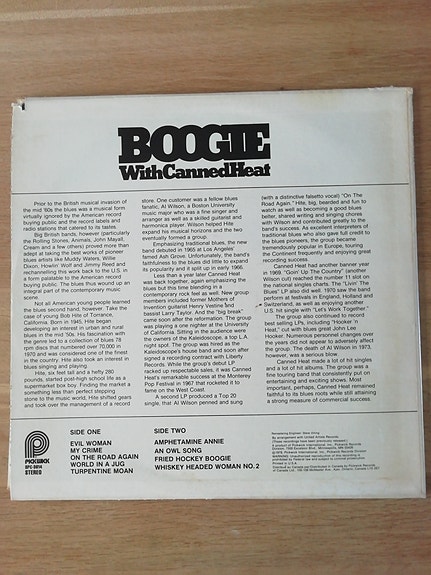 BOOGIE
With Canned Heat
Prior to the British musical invasion of
the mid '60s the blues was a musical form
virtually ignored by the American record
buying public and the record labels and
radio stations that catered to its tastes.
Big British bands, however (particularly
the Rolling Stones, Animals, John Mayall,
Cream and a few others) proved more than
adept at taking the best works of pioneer
blues artists like Muddy Waters, Willie
Dixon, Howlin' Wolf and Jimmy Reed and
rechannelling this work back to the U.S. in
a form palatable to the American record
buying public. The blues thus wound up an
integral part of the contemporary music
scene.
Not all American young people learned
the blues second hand, however. Take the
case of young Bob Hite of Torrance,
California. Born in 1945, Hite began
developing an interest in urban and rural
blues in the mid '50s. His fascination with
the genre led to a collection of blues 78
rpm discs that numbered over 70,000 in
1970 and was considered one of the finest
in the country. Hite also took an interest in
blues singing and playing.
Hite, six feet tall and a hefty 280
pounds, started post-high school life as a
supermarket box boy. Finding the market a
something less than perfect stepping
stone to the music world, Hite shifted gears
and took over the management of a record
store. One customer was a fellow blues
fanatic, Al Wilson, a Boston University
music major who was a fine singer and
arranger as well as a skilled guitarist and
harmonica player. Wilson helped Hite
expand his musical horizons and the two
eventually formed a group.
Emphasizing traditional blues, the new
band debuted in 1965 at Los Angeles
famed Ash Grove. Unfortunately, the band's
faithfulness to the blues did little to expand
its popularity and it split up in early 1966.
Less than a year later Canned Heat
was back together, again emphasizing the
blues but this time blending in a
contemporary rock feel as well. New group
members included former Mothers of
Invention guitarist Henry Vestine and
bassist Larry Taylor. And the "big break"
came soon after the reformation. The group
was playing a one nighter at the University
of California. Sitting in the audience were
the owners of the Kaleidoscope, a top L.A.
night spot. The group was hired as the
Kaleidoscope's house band and soon after
signed a recording contract with Liberty
Records. While the group's debut LP
racked up respectable sales, it was Canned
Heat's remarkable success at the Monterey
Pop Festival in 1967 that rocketed it to
fame on the West Coast.
A second LP produced a Top 20
single, that Al Wilson penned and sung
(with a distinctive falsetto vocal) "On The
Road Again." Hite, big, bearded and fun to
watch as well as becoming a good blues
belter, shared writing and singing chores
with Wilson and contributed greatly to the
band's success. As excellent interpreters of
traditional blues who also gave full credit to
the blues pioneers, the group became
tremendously popular in Europe, touring
the Continent frequently and enjoying great
recording success.
Canned Heat had another banner year
in 1969. "Goin' Up The Country" (another
Wilson cut) reached the number 11 slot on
the national singles charts. The "Livin' The
Blues" LP also did well. 1970 saw the band
perform at festivals in England, Holland and
Switzerland, as well as enjoying another
U.S. hit single with "Let's Work Together."
The group also continued to record
best selling LPs, including "Hooker 'n
Heat," cut with blues great John Lee
Hooker. Numerous personnel changes over
the years did not appear to adversely affect
the group. The death of Al Wilson in 1973,
however, was a serious blow.
Canned Heat made a lot of hit singles
and a lot of hit albums. The group was a
fine touring band that consistently put on
entertaining and exciting shows. Most
important, perhaps, Canned Heat remained
faithful to its blues roots while still attaining
a strong measure of commercial success.
PICKWICK
SPC-3614
STEREO
SIDE ONE
EVIL WOMAN
MY CRIME
ON THE ROAD AGAIN
WORLD IN A JUG
TURPENTINE MOAN
SIDE TWO
AMPHETAMINE ANNIE
AN OWL SONG
FRIED HOCKEY BOOGIE
WHISKEY HEADED WOMAN NO. 2
By arrangement with United Artists Records
Printed in U.S.A.